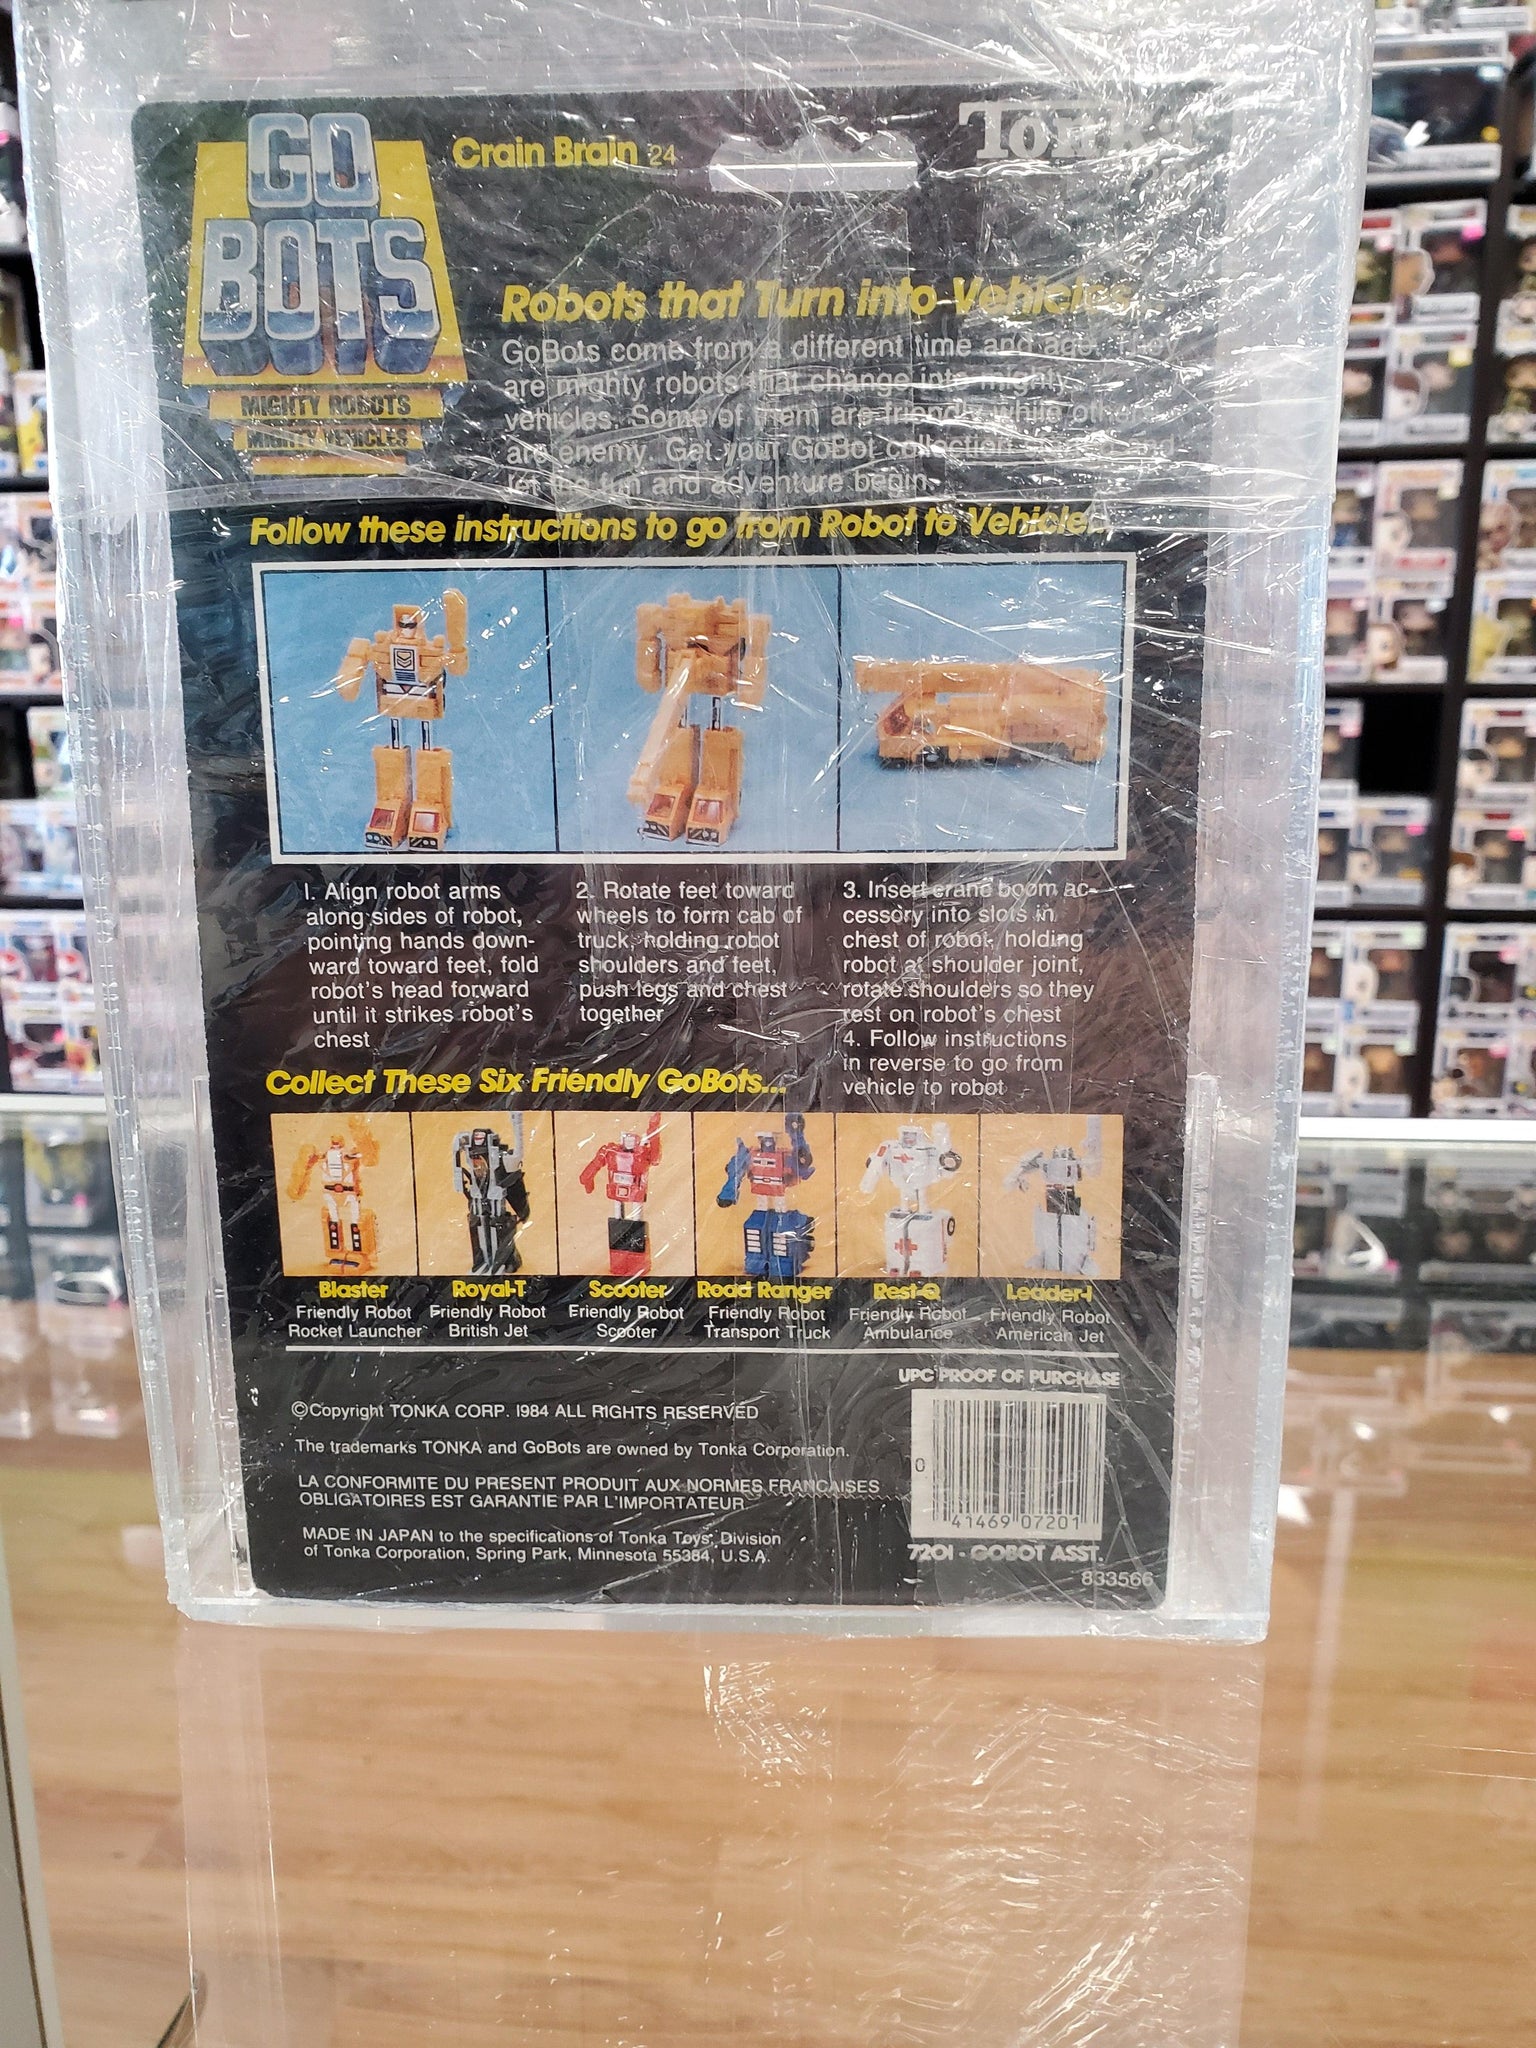 GO
BOTS
MIGHTY ROBOTS
MIGHTY VEHICLES
Crain Brain 24
Tonka
Robots that Turn into Vehicles
GoBots come from a different time and age. They
are mighty robots that change into mighty
vehicles. Some of them are friendly while others
are enemy. Get your GoBot collection and
let the fun and adventure begin.
Follow these instructions to go from Robot to Vehicle...
1. Align robot arms
along sides of robot,
pointing hands down-
ward toward feet, fold
robot's head forward
until it strikes robot's
chest
2. Rotate feet toward
wheels to form cab of
truck, holding robot
shoulders and feet,
push legs and chest
together
3. Insert crane boom ac-
cessory into slots in
chest of robot, holding
robot at shoulder joint,
rotate shoulders so they
rest on robot's chest
4. Follow instructions
in reverse to go from
vehicle to robot
Collect These Six Friendly GoBots...
Blaster
Friendly Robot
Rocket Launcher
Royal-T
Friendly Robot
British Jet
Scooter
Friendly Robot
Scooter
Road Ranger
Friendly Robot
Transport Truck
Rest-Q
Friendly Robot
Ambulance
Leader-1
Friendly Robot
American Jet
UPC PROOF OF PURCHASE
©Copyright TONKA CORP. 1984 ALL RIGHTS RESERVED
The trademarks TONKA and GoBots are owned by Tonka Corporation.
LA CONFORMITE DU PRESENT PRODUIT AUX NORMES FRANCAISES
OBLIGATOIRES EST GARANTIE PAR L'IMPORTATEUR
MADE IN JAPAN to the specifications of Tonka Toys, Division
of Tonka Corporation, Spring Park, Minnesota 55384, U.S.A.
0 41469 07201
7201 - GOBOT ASST.
833566